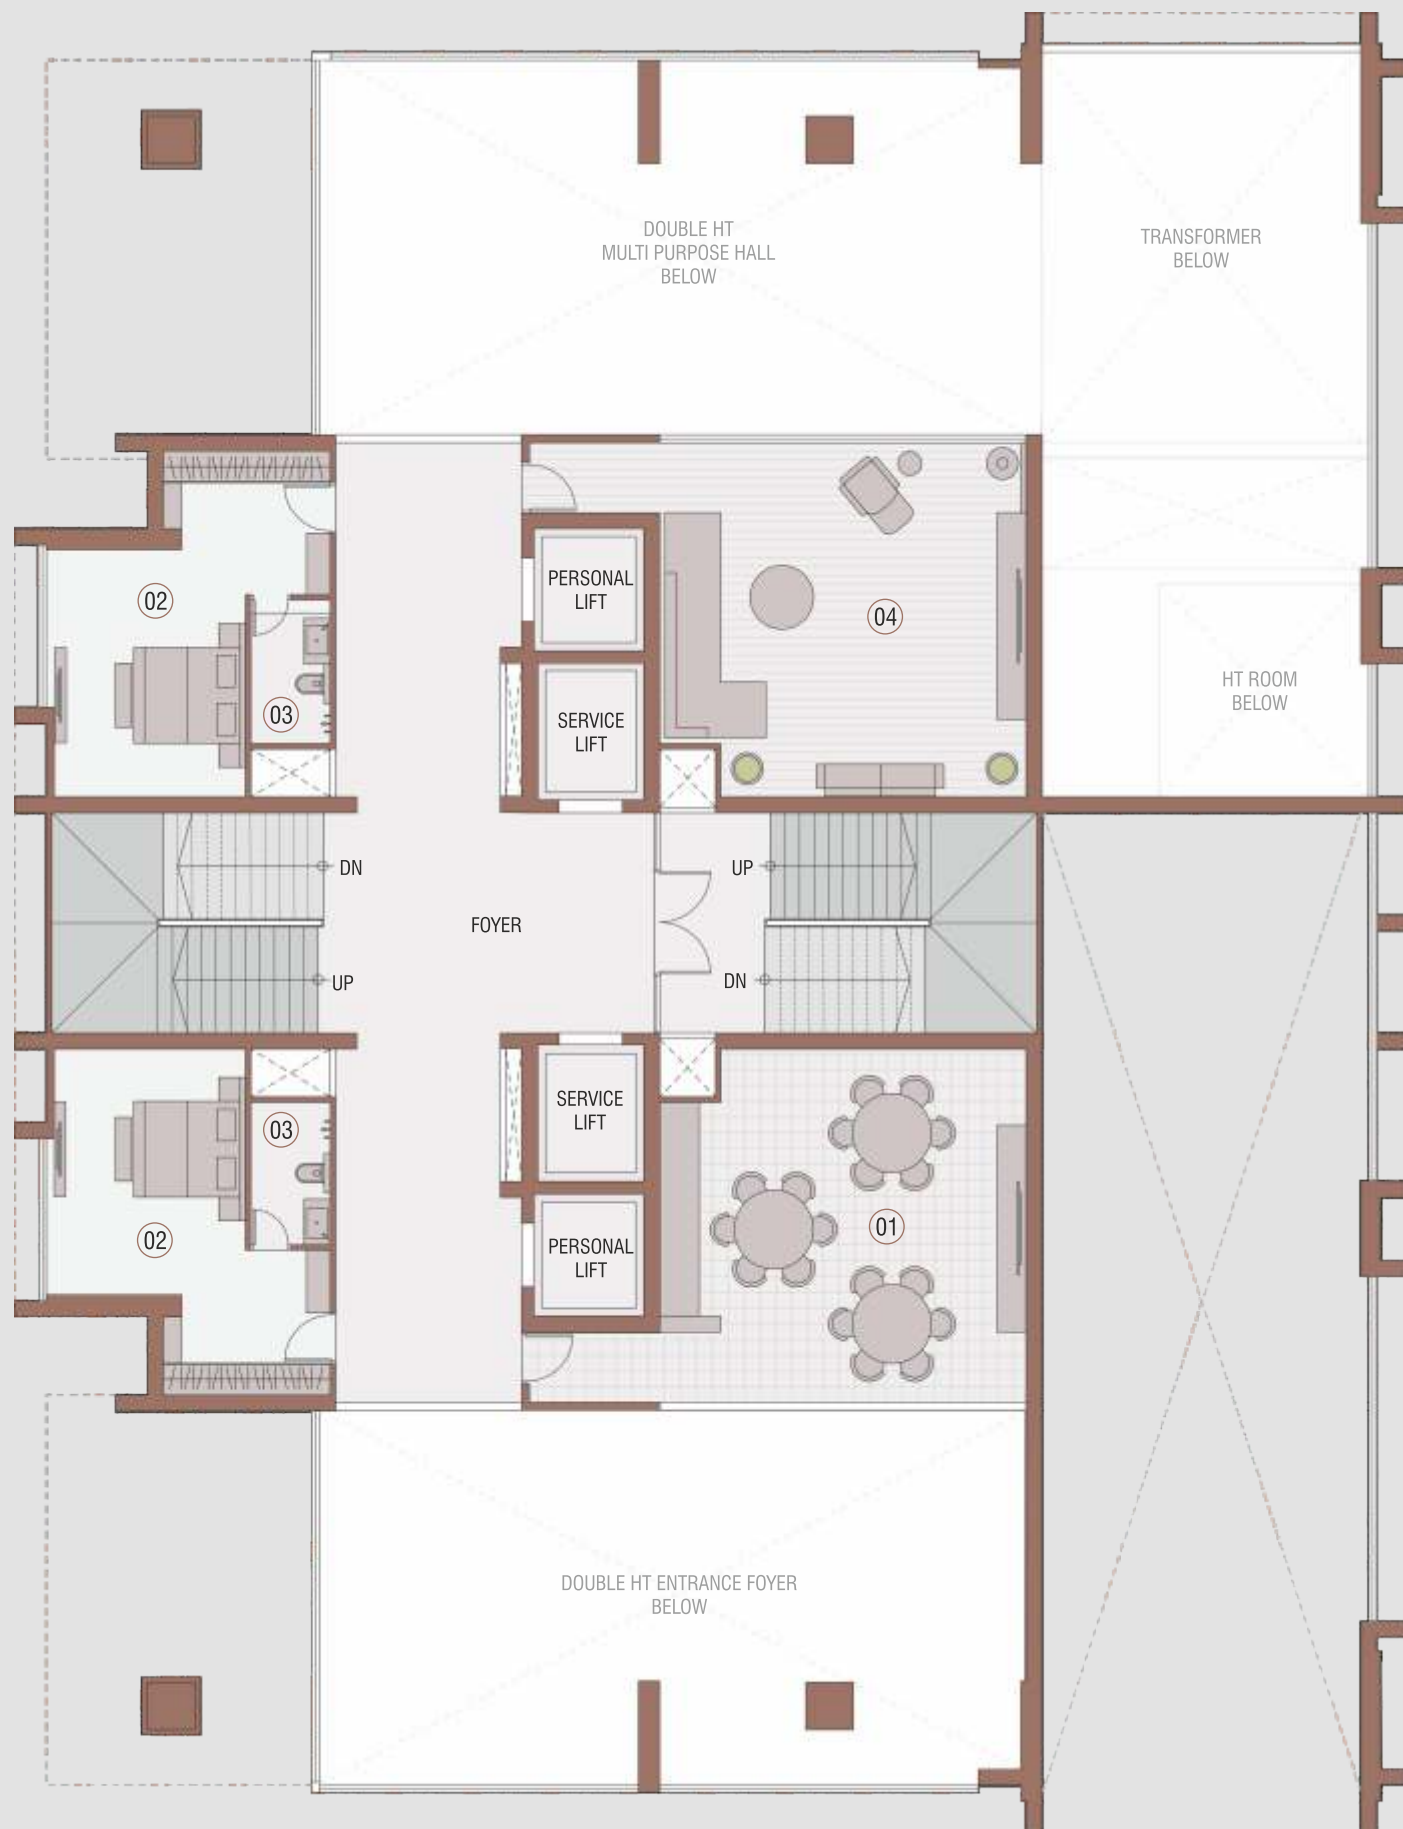 DOUBLE HT
MULTI PURPOSE HALL
BELOW
TRANSFORMER
BELOW
PERSONAL
LIFT
02
04
SERVICE
LIFT
03
HT ROOM
BELOW
DN
UP
FOYER
UP
DN
SERVICE
LIFT
03
02
01
PERSONAL
LIFT
DOUBLE HT ENTRANCE FOYER
BELOW